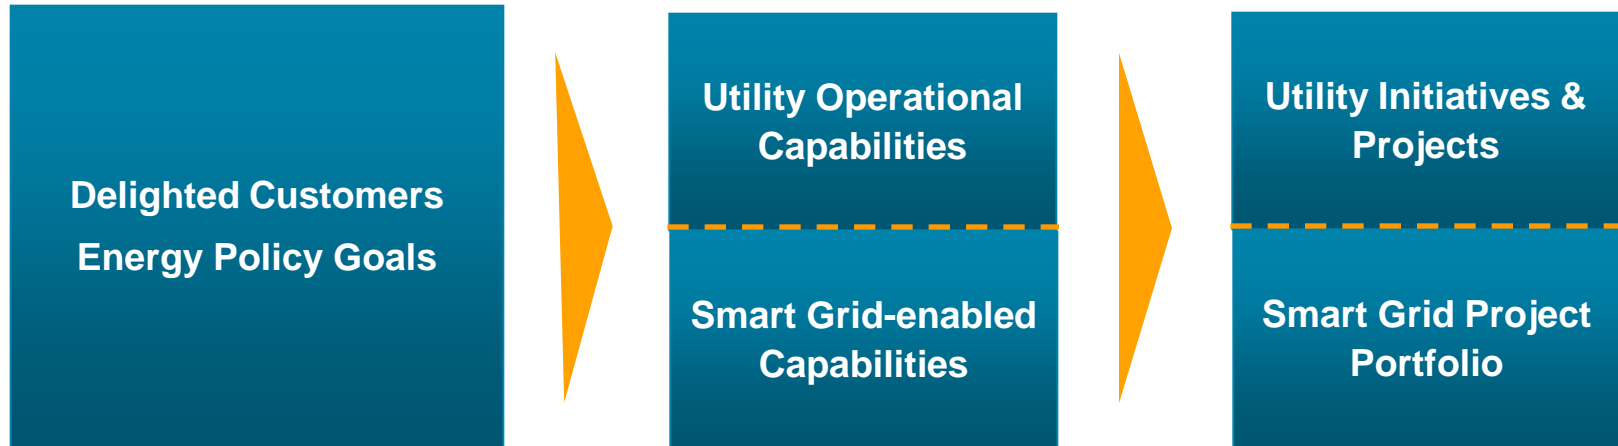 Delighted Customers
Energy Policy Goals
Utility Operational
Capabilities
Smart Grid-enabled
Capabilities
Utility Initiatives &
Projects
Smart Grid Project
Portfolio